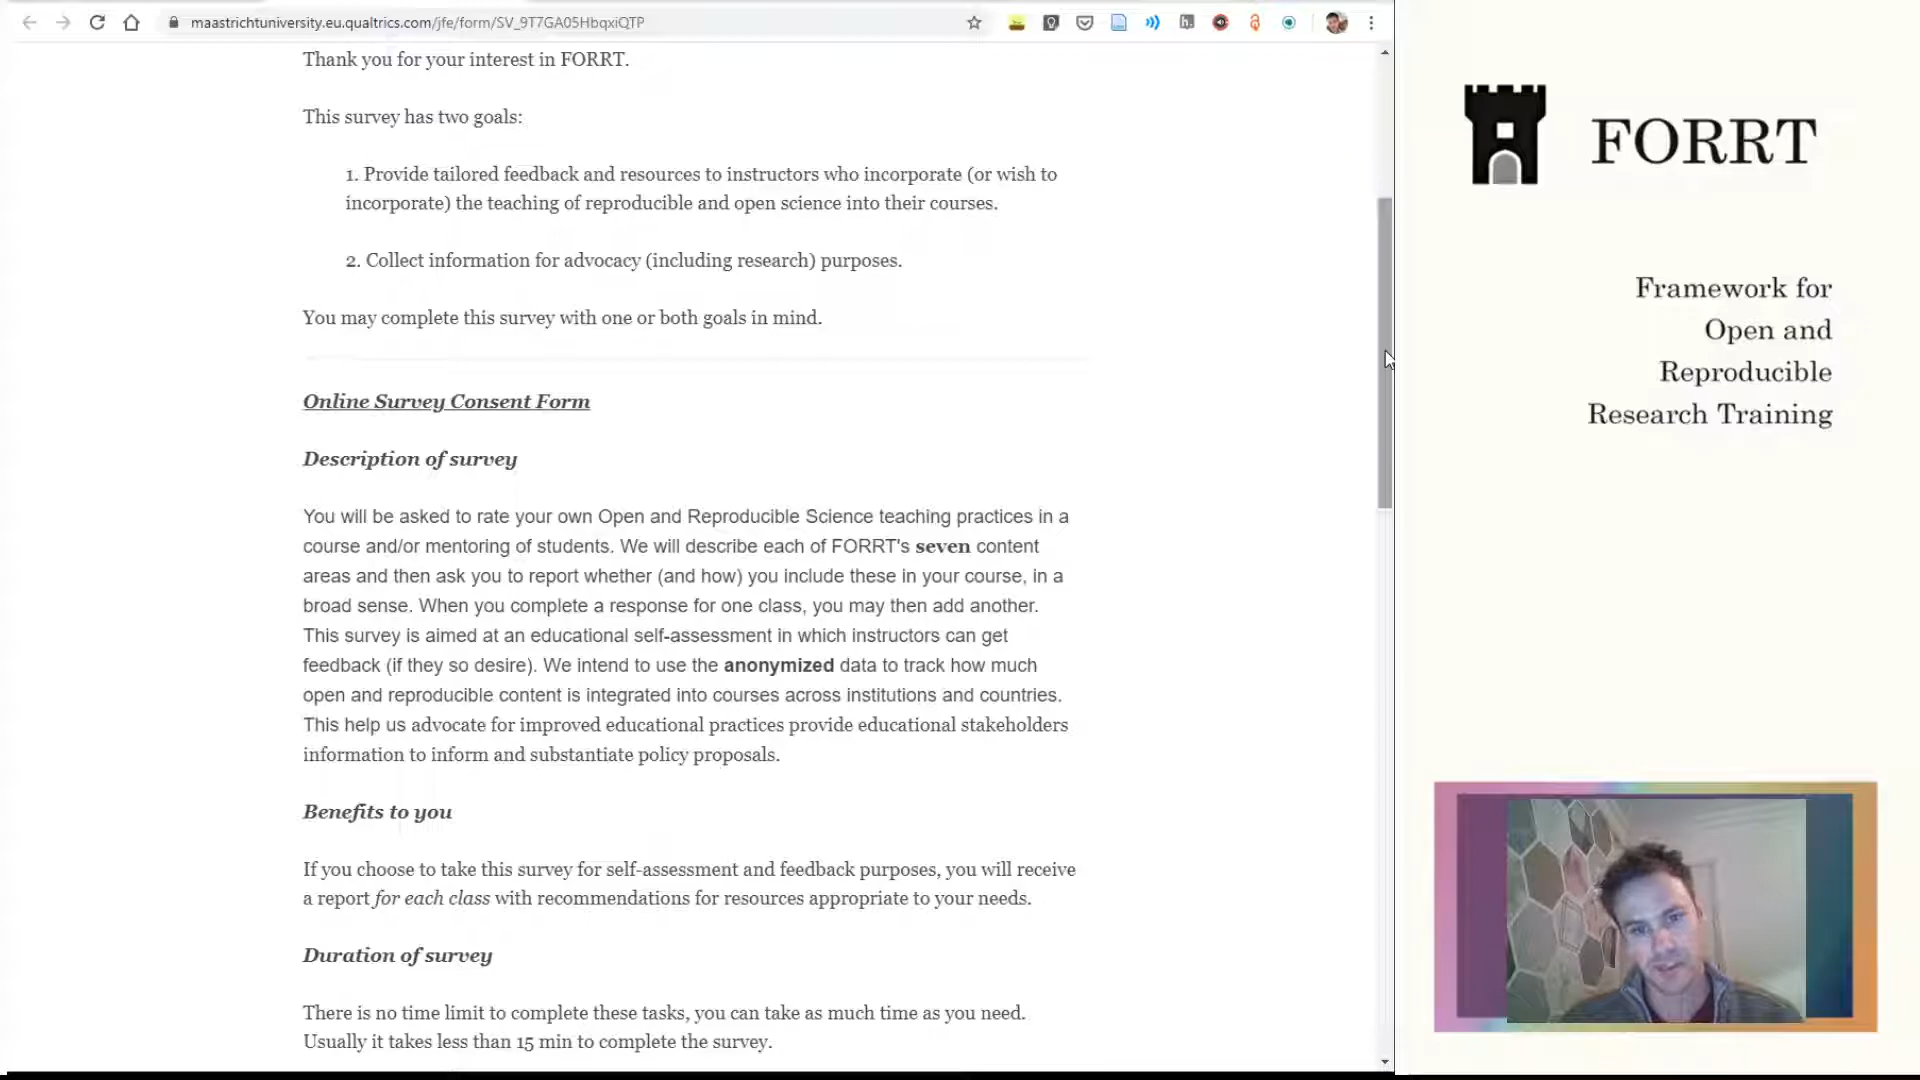 maastrichtuniversity.eu.qualtrics.com/jfe/form/SV_9T7GA05HbqxiQTP
Thank you for your interest in FORRT.
This survey has two goals:
1. Provide tailored feedback and resources to instructors who incorporate (or wish to
incorporate) the teaching of reproducible and open science into their courses.
2. Collect information for advocacy (including research) purposes.
You may complete this survey with one or both goals in mind.
Online Survey Consent Form
Description of survey
You will be asked to rate your own Open and Reproducible Science teaching practices in a
course and/or mentoring of students. We will describe each of FORRT's seven content
areas and then ask you to report whether (and how) you include these in your course, in a
broad sense. When you complete a response for one class, you may then add another.
This survey is aimed at an educational self-assessment in which instructors can get
feedback (if they so desire). We intend to use the anonymized data to track how much
open and reproducible content is integrated into courses across institutions and countries.
This help us advocate for improved educational practices provide educational stakeholders
information to inform and substantiate policy proposals.
Benefits to you
If you choose to take this survey for self-assessment and feedback purposes, you will receive
a report for each class with recommendations for resources appropriate to your needs.
Duration of survey
There is no time limit to complete these tasks, you can take as much time as you need.
Usually it takes less than 15 min to complete the survey.
FORRT
Framework for
Open and
Reproducible
Research Training